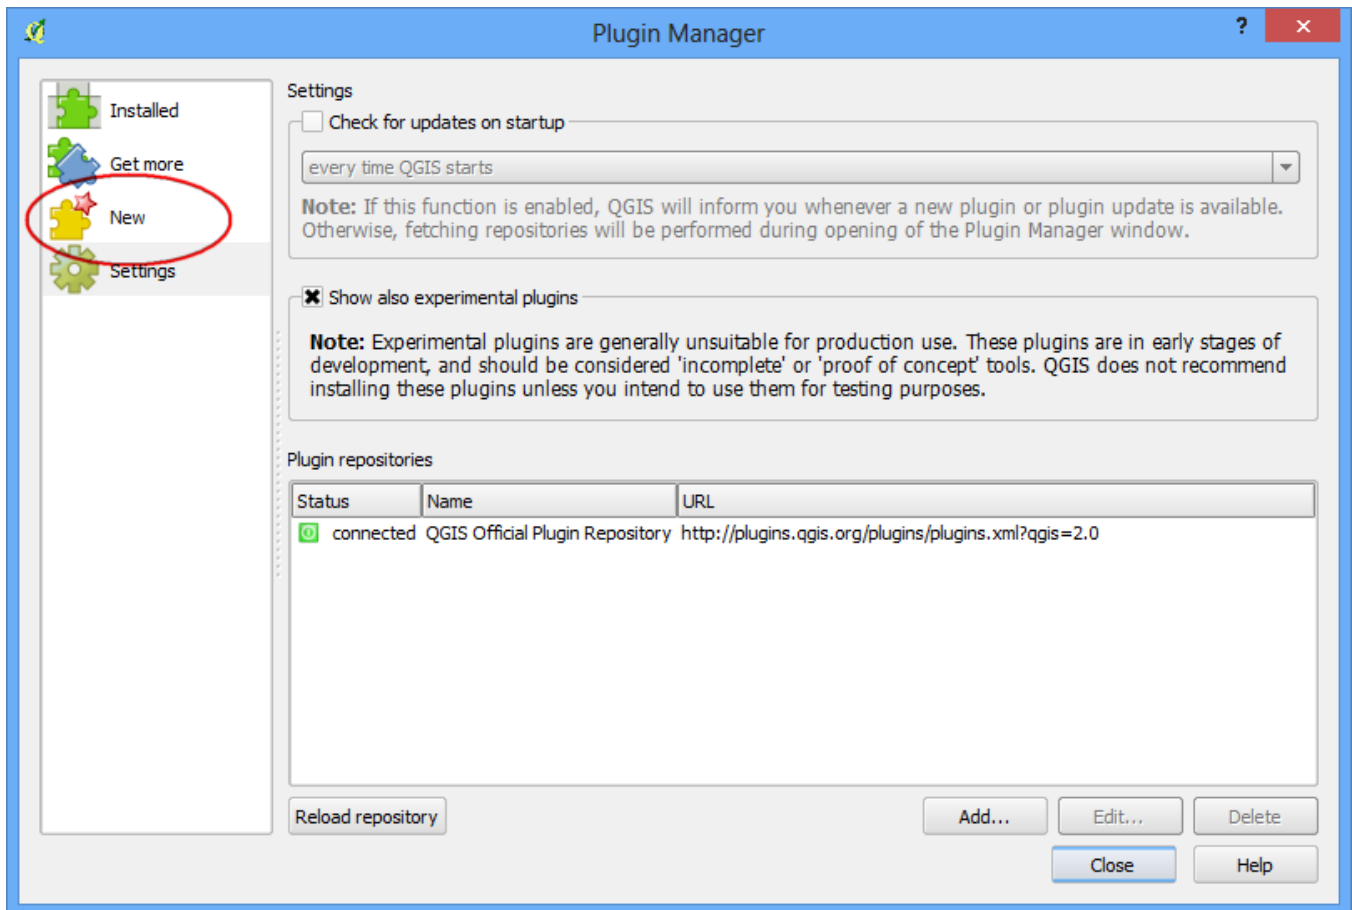 Plugin Manager
?
Installed
Get more
New
Settings
Settings
Check for updates on startup
every time QGIS starts
Note: If this function is enabled, QGIS will inform you whenever a new plugin or plugin update is available.
Otherwise, fetching repositories will be performed during opening of the Plugin Manager window.
Show also experimental plugins
Note: Experimental plugins are generally unsuitable for production use. These plugins are in early stages of
development, and should be considered 'incomplete' or 'proof of concept' tools. QGIS does not recommend
installing these plugins unless you intend to use them for testing purposes.
Plugin repositories
Status Name URL
connected QGIS Official Plugin Repository http://plugins.qgis.org/plugins/plugins.xml?qgis=2.0
Reload repository Add... Edit... Delete
Close Help